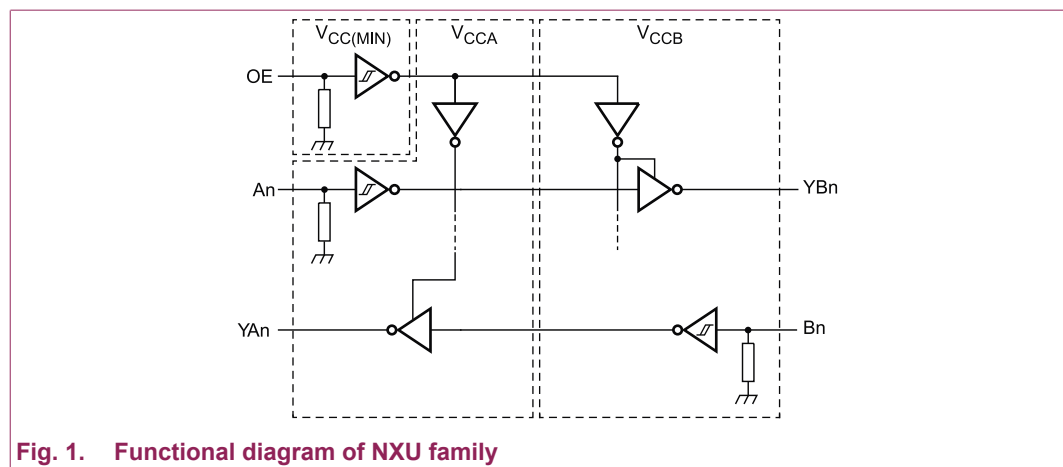 VCC(MIN) VCCA VCCB
OE
An YBn
YAn Bn
Fig. 1. Functional diagram of NXU family